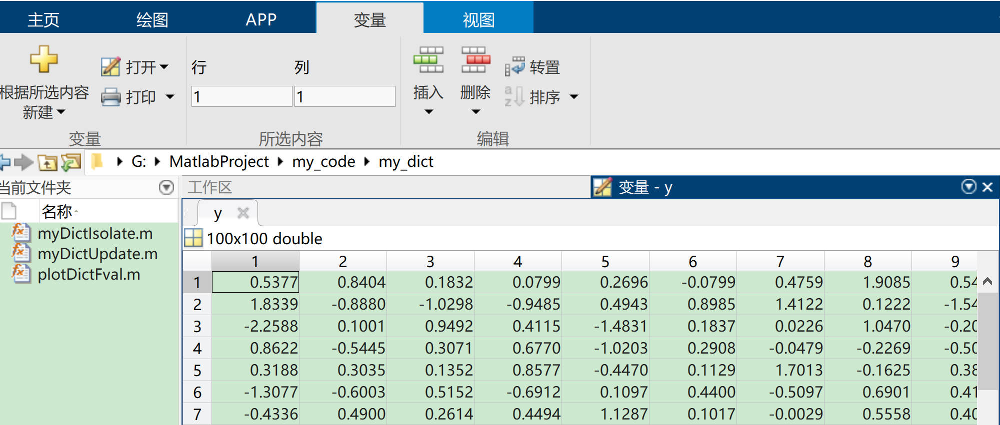 主页 绘图 APP 变量 视图
打开 行 列 转置
根据所选内容 打印 1 1 插入 删除 排序
新建
变量 所选内容 编辑
G: MatlabProject my_code my_dict
当前文件夹 工作区 变量 - y
名称 y
100x100 double
myDictIsolate.m
myDictUpdate.m
plotDictFval.m
1 2 3 4 5 6 7 8 9
1 0.5377 0.8404 0.1832 0.0799 0.2696 -0.0799 0.4759 1.9085 0.54
2 1.8339 -0.8880 -1.0298 -0.9485 0.4943 0.8985 1.4122 0.1222 -1.54
3 -2.2588 0.1001 0.9492 0.4115 -1.4831 0.1837 0.0226 1.0470 -0.20
4 0.8622 -0.5445 0.3071 0.6770 -1.0203 0.2908 -0.0479 -0.2269 -0.50
5 0.3188 0.3035 0.1352 0.8577 -0.4470 0.1129 1.7013 -0.1625 0.38
6 -1.3077 -0.6003 0.5152 -0.6912 0.1097 0.4400 -0.5097 0.6901 0.41
7 -0.4336 0.4900 0.2614 0.4494 1.1287 0.1017 -0.0029 0.5558 0.40